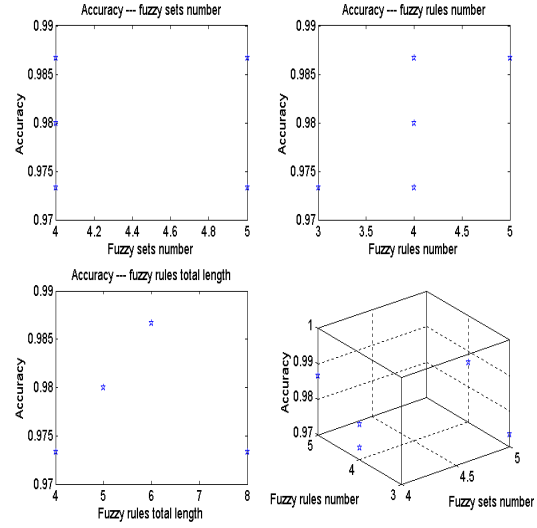 Accuracy --- fuzzy sets number
0.99
0.985
0.98
0.975
0.97
Accuracy
4 4.2 4.4 4.6 4.8 5
Fuzzy sets number
Accuracy --- fuzzy rules number
0.99
0.985
0.98
0.975
0.97
Accuracy
3 3.5 4 4.5 5
Fuzzy rules number
Accuracy --- fuzzy rules total length
0.99
0.985
0.98
0.975
0.97
Accuracy
4 5 6 7 8
Fuzzy rules total length
1
0.99
0.98
0.97
Accuracy
5
4
3
Fuzzy rules number
4
4.5
5
Fuzzy sets number